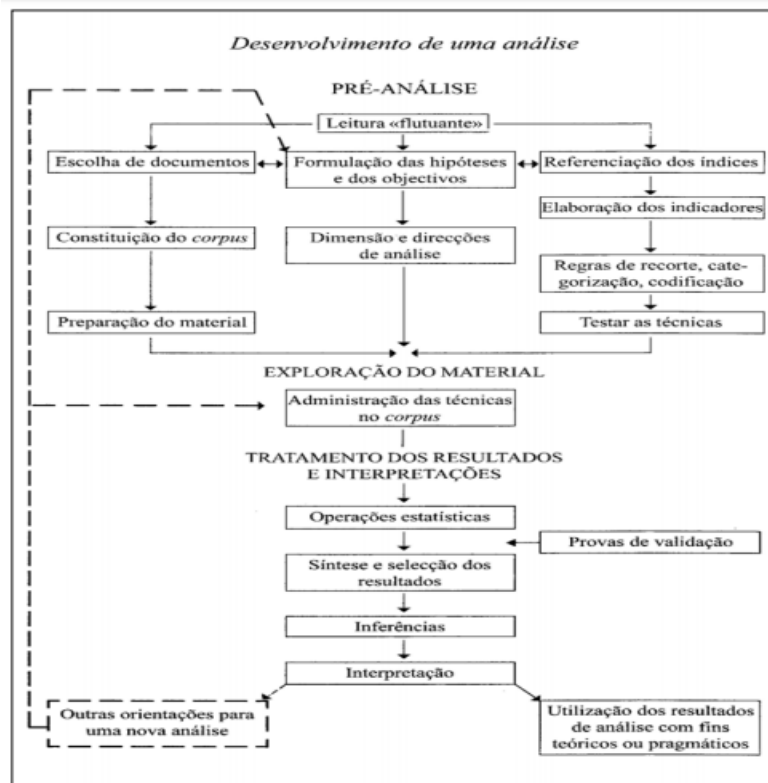 Desenvolvimento de uma análise
PRÉ-ANÁLISE
Leitura «flutuante»
Escolha de documentos
Formulação das hipóteses
e dos objectivos
Referenciação dos índices
Elaboração dos indicadores
Constituição do corpus
Dimensão e direcções
de análise
Regras de recorte, cate-
gorização, codificação
Preparação do material
Testar as técnicas
EXPLORAÇÃO DO MATERIAL
Administração das técnicas
no corpus
TRATAMENTO DOS RESULTADOS
E INTERPRETAÇÕES
Operações estatísticas
Provas de validação
Síntese e selecção dos
resultados
Inferências
Interpretação
Outras orientações para
uma nova análise
Utilização dos resultados
de análise com fins
teóricos ou pragmáticos